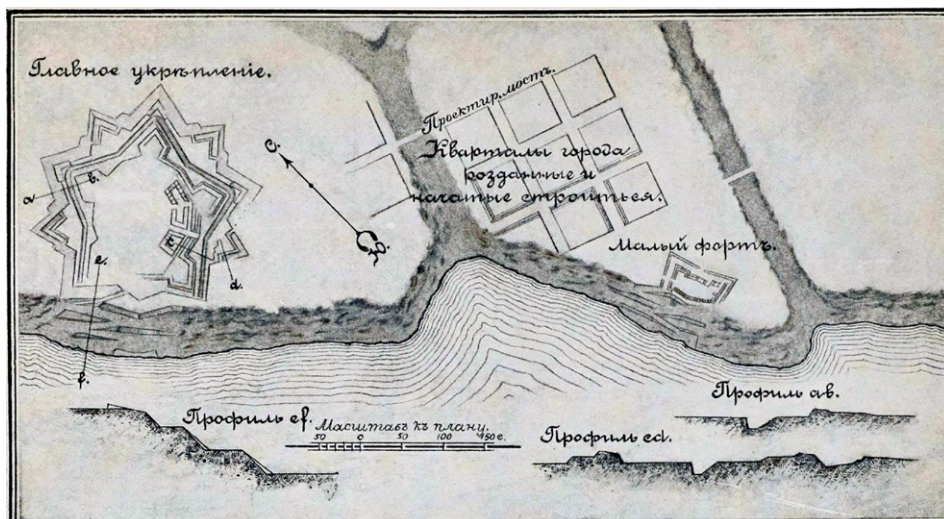 Главное укрѣпленіе.
Проектир. мостъ.
Кварталы города
розданные и
начатые строиться.
Малый фортъ.
С.
Ю.
a
b.
c
d.
e.
f.
Профиль ab.
Профиль ef.
Масштабъ къ плану.
50 0 50 100 150 с.
Профиль cd.